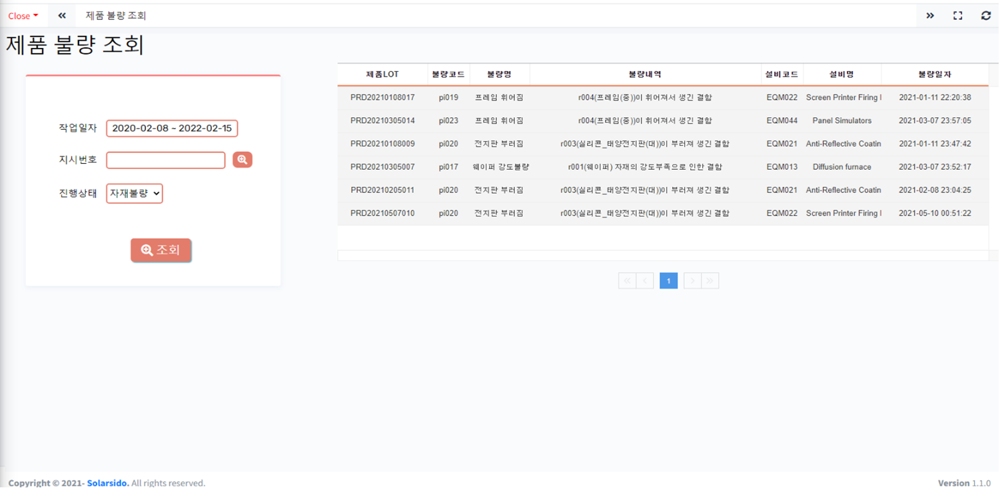 Close 제품 불량 조회
제품 불량 조회
작업일자 2020-02-08 ~ 2022-02-15
지시번호
진행상태 자재불량
조회
제품LOT 불량코드 불량명 불량내역 설비코드 설비명 불량일자
PRD20210108017 pi019 프레임 휘어짐 r004(프레임(중))이 휘어져서 생긴 결함 EQM022 Screen Printer Firing 2021-01-11 22:20:38
PRD20210305014 pi023 프레임 휘어짐 r004(프레임(중))이 휘어져서 생긴 결함 EQM044 Panel Simulators 2021-03-07 23:57:05
PRD20210108009 pi020 전지판 부러짐 r003(실리콘_태양전지판(대))이 부러져 생긴 결함 EQM021 Anti-Reflective Coatin 2021-01-11 23:47:42
PRD20210305007 pi017 웨이퍼 강도불량 r001(웨이퍼) 자재의 강도부족으로 인한 결함 EQM013 Diffusion furnace 2021-03-07 23:52:17
PRD20210205011 pi020 전지판 부러짐 r003(실리콘_태양전지판(대))이 부러져 생긴 결함 EQM021 Anti-Reflective Coatin 2021-02-08 23:04:25
PRD20210507010 pi020 전지판 부러짐 r003(실리콘_태양전지판(대))이 부러져 생긴 결함 EQM022 Screen Printer Firing 2021-05-10 00:51:22
1
Copyright © 2021- Solarsido. All rights reserved. Version 1.1.0